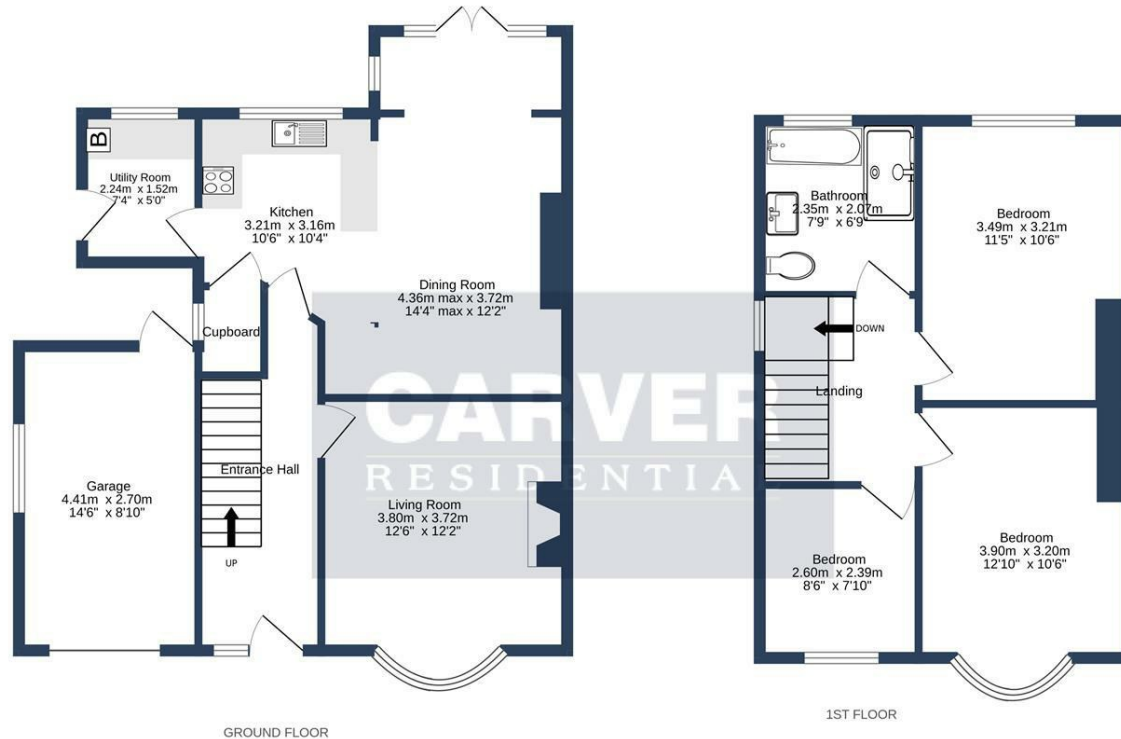 B
Utility Room
2.24m x 1.52m
7'4" x 5'0"
Kitchen
3.21m x 3.16m
10'6" x 10'4"
Dining Room
4.36m max x 3.72m
14'4" max x 12'2"
Cupboard
CARVER
RESIDENTIAL
Entrance Hall
UP
Garage
4.41m x 2.70m
14'6" x 8'10"
Living Room
3.80m x 3.72m
12'6" x 12'2"
GROUND FLOOR
Bathroom
2.35m x 2.07m
7'9" x 6'9"
Bedroom
3.49m x 3.21m
11'5" x 10'6"
DOWN
Landing
Bedroom
2.60m x 2.39m
8'6" x 7'10"
Bedroom
3.90m x 3.20m
12'10" x 10'6"
1ST FLOOR